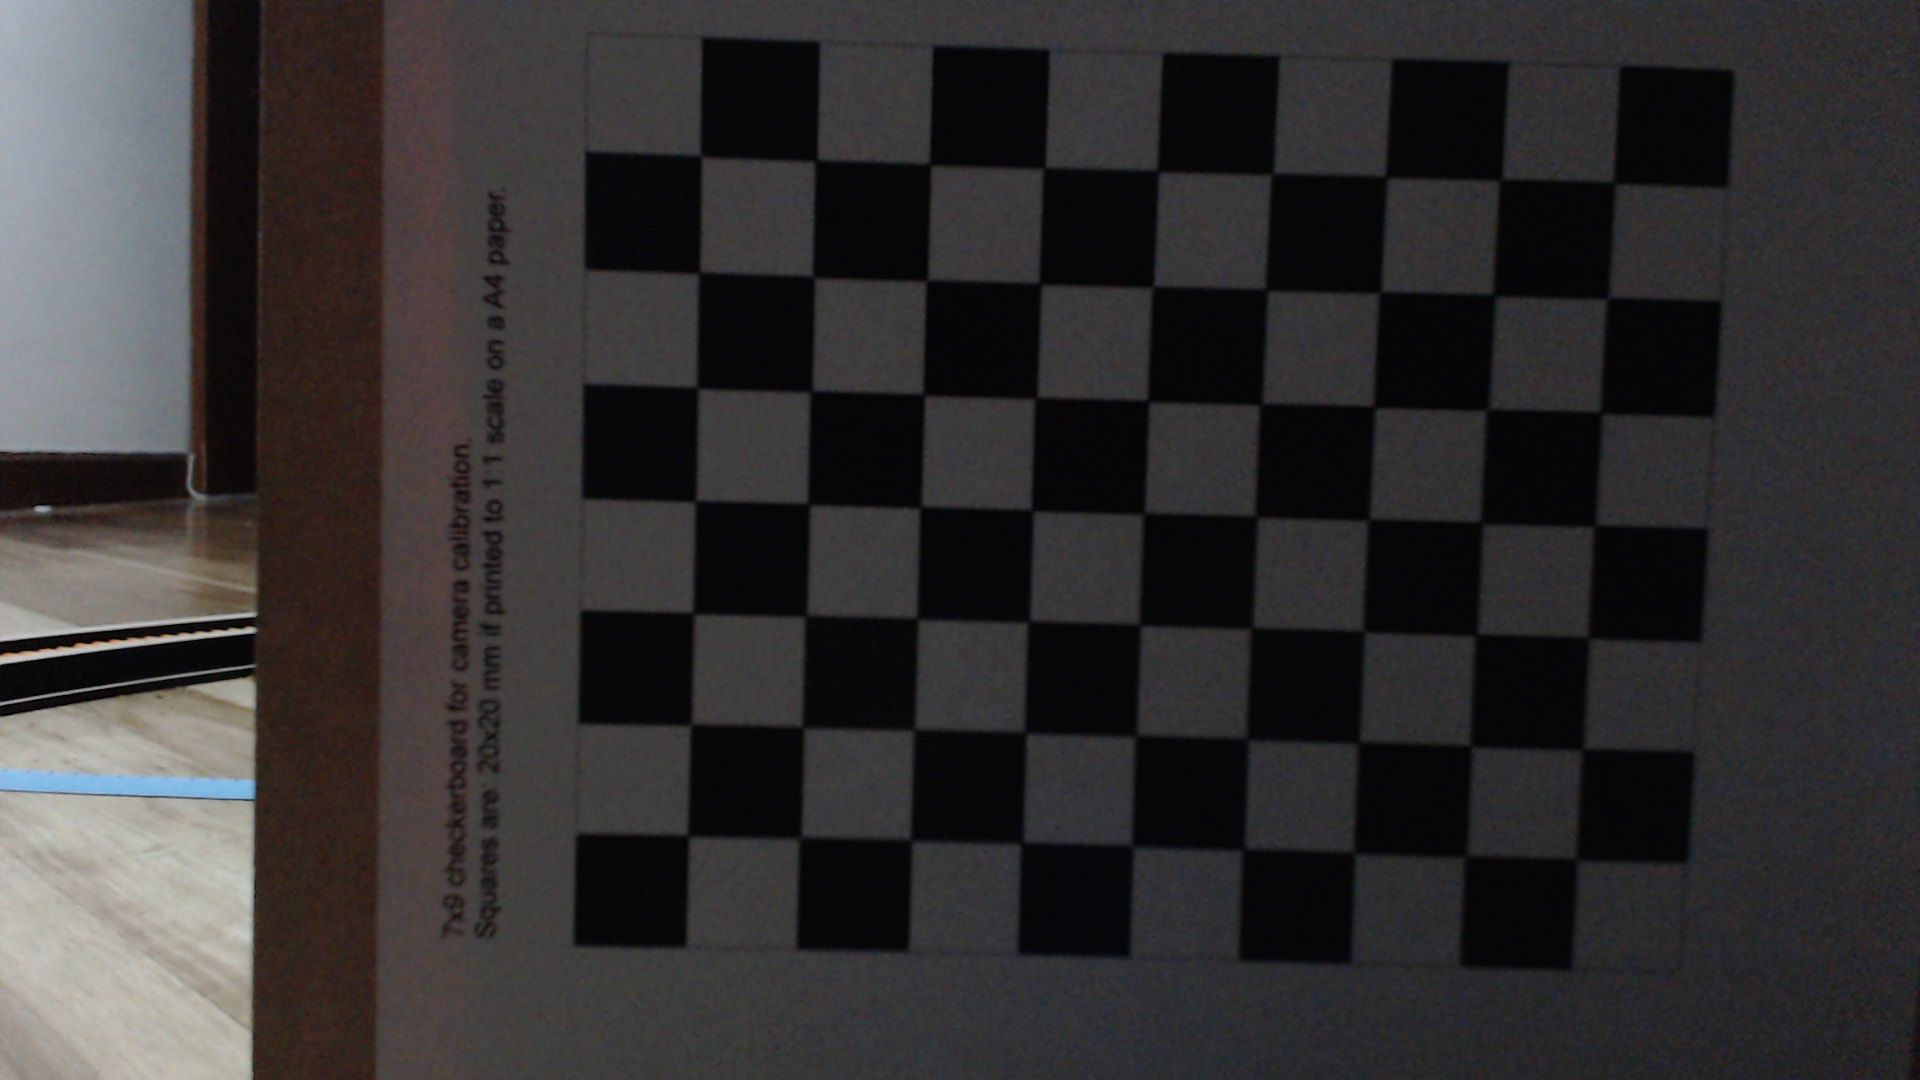 7x9 checkerboard for camera calibration.
Squares are 20x20 mm if printed to 1:1 scale on a A4 paper.